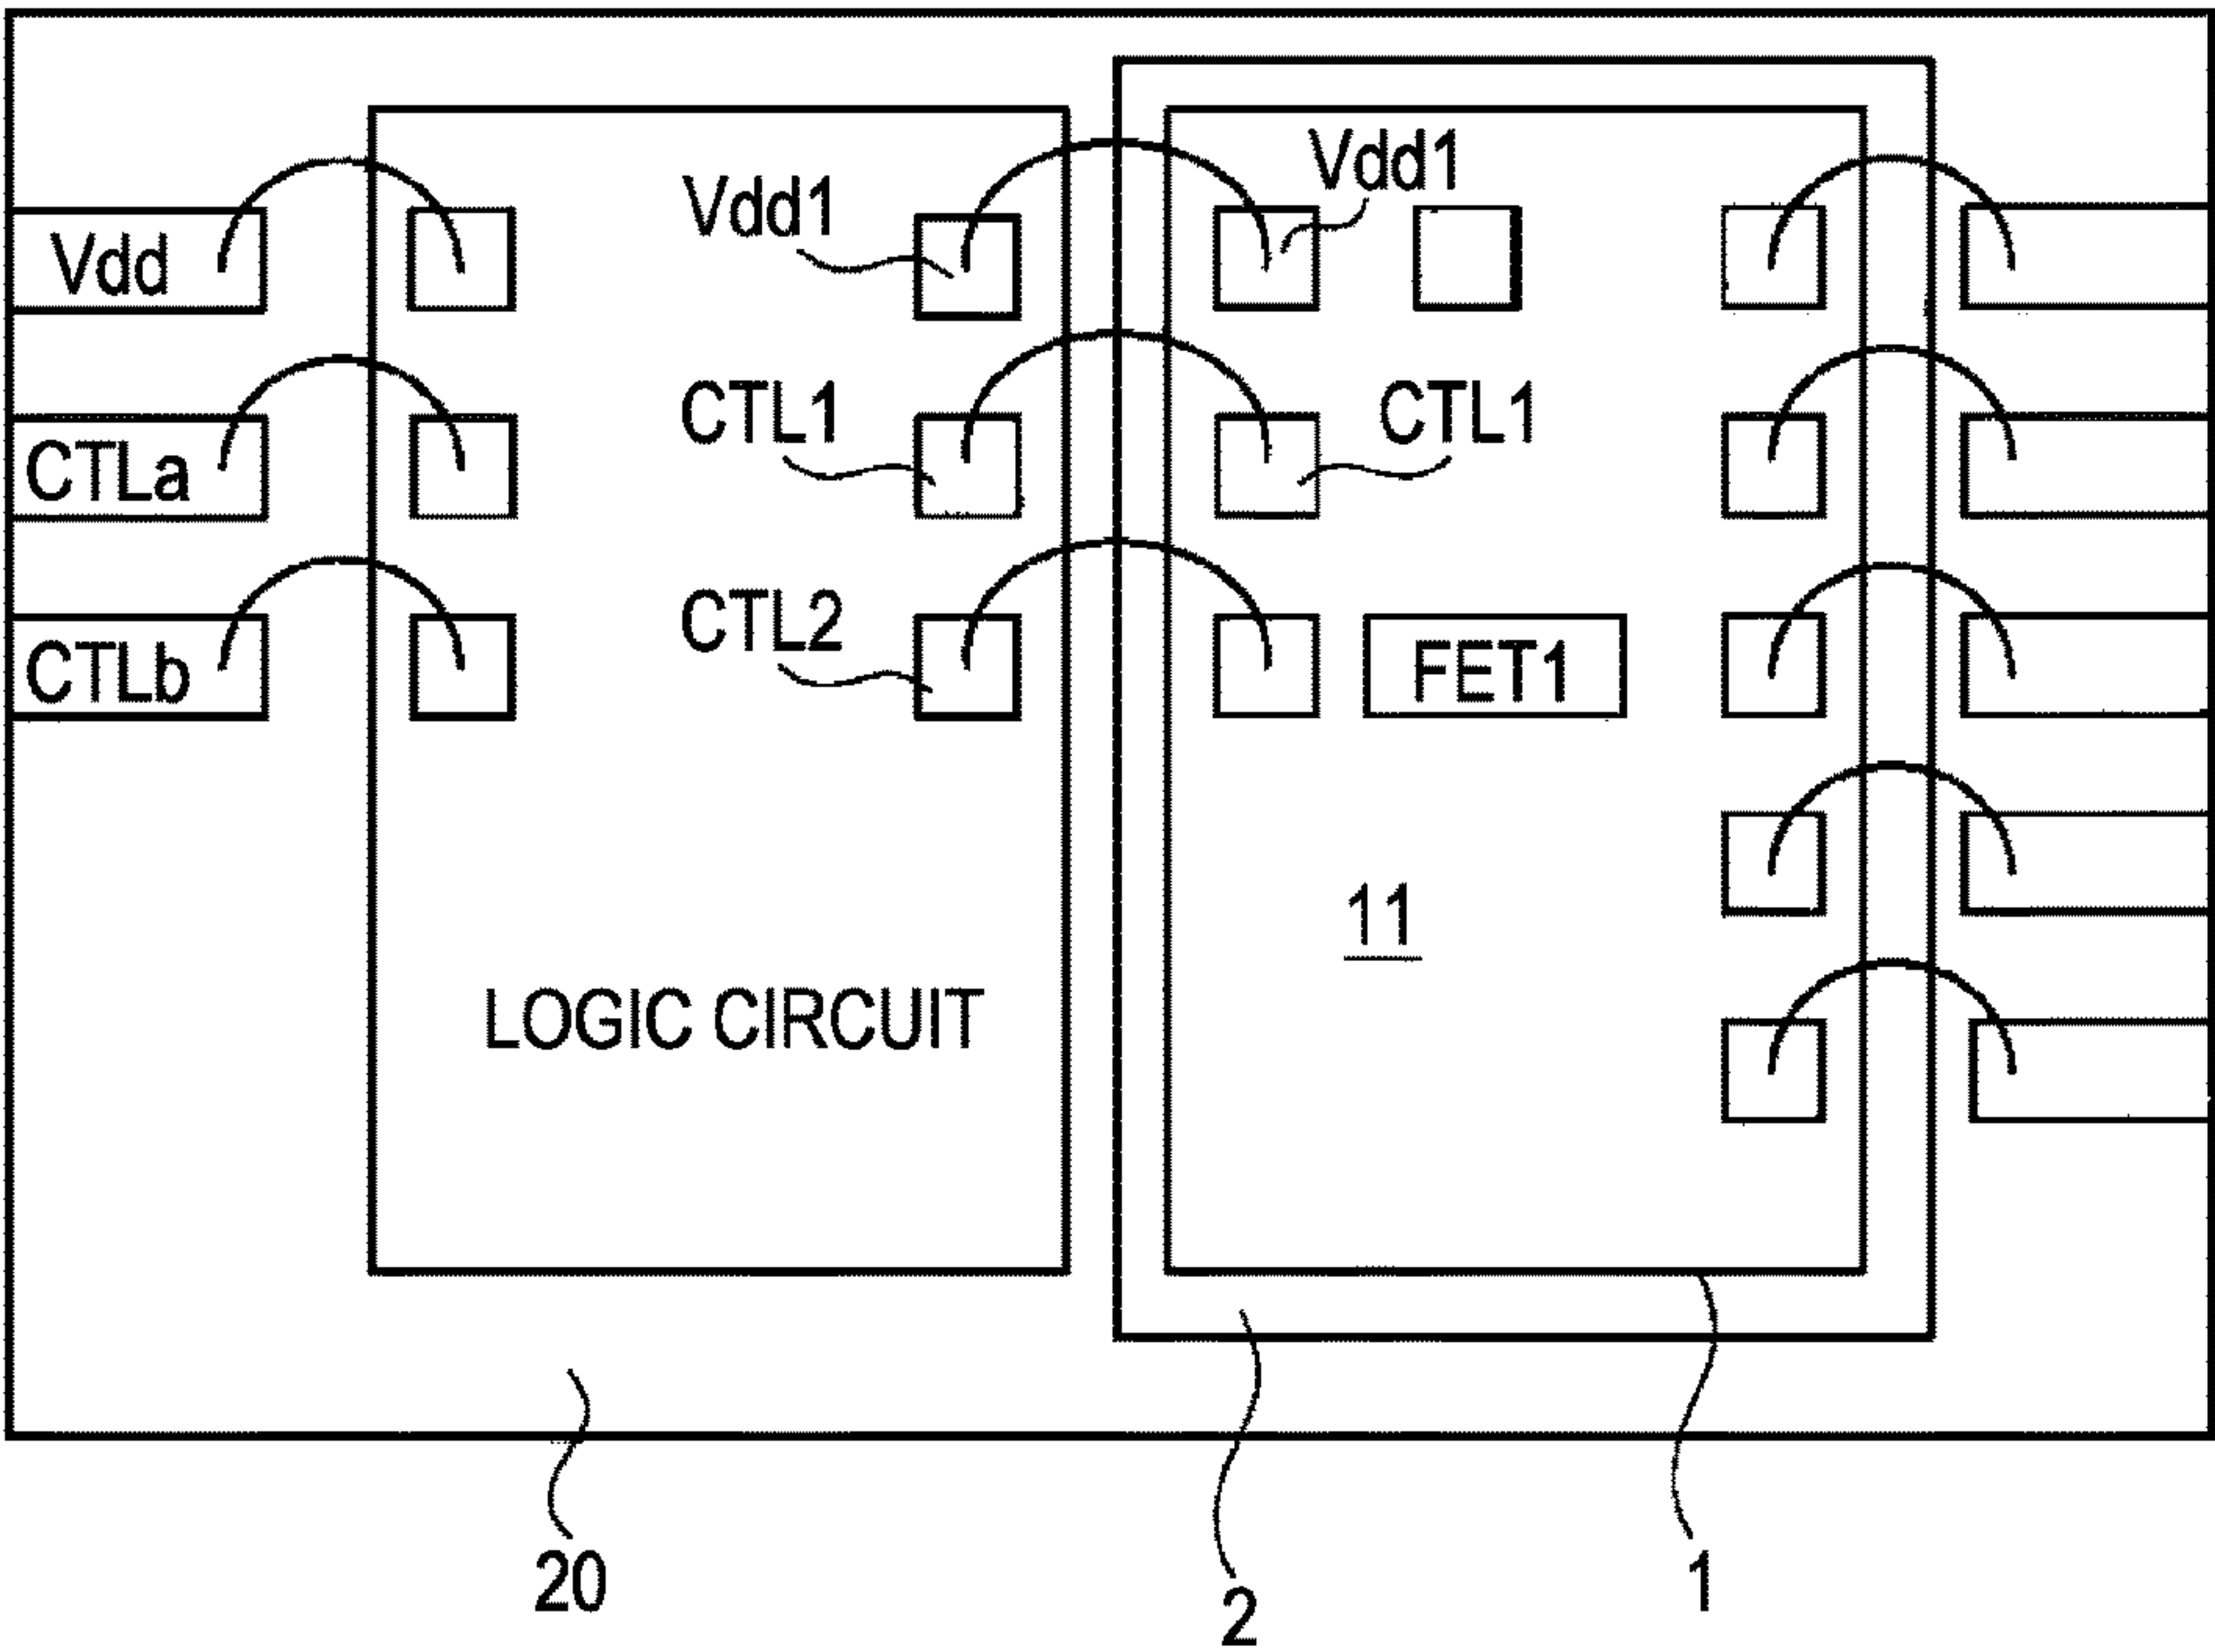 Vdd1
Vdd1
Vdd
CTL1
CTL1
CTLa
CTL2
CTLb
FET1
11
LOGIC CIRCUIT
20
2
1